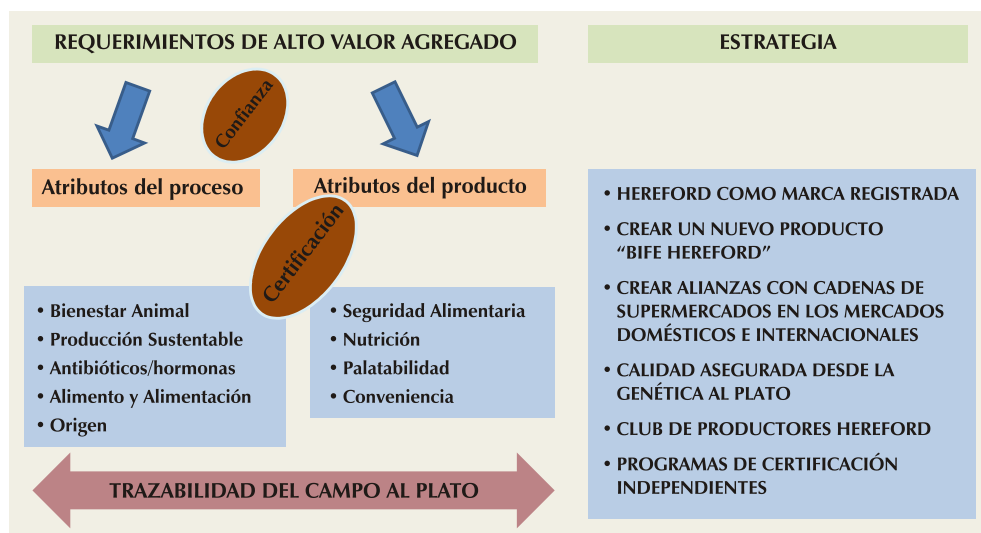 REQUERIMIENTOS DE ALTO VALOR AGREGADO
Confianza
Atributos del proceso
Atributos del producto
Certificación
• Bienestar Animal
• Producción Sustentable
• Antibióticos/hormonas
• Alimento y Alimentación
• Origen
• Seguridad Alimentaria
• Nutrición
• Palatabilidad
• Conveniencia
TRAZABILIDAD DEL CAMPO AL PLATO
ESTRATEGIA
• HEREFORD COMO MARCA REGISTRADA
• CREAR UN NUEVO PRODUCTO
“BIFE HEREFORD”
• CREAR ALIANZAS CON CADENAS DE
SUPERMERCADOS EN LOS MERCADOS
DOMÉSTICOS E INTERNACIONALES
• CALIDAD ASEGURADA DESDE LA
GENÉTICA AL PLATO
• CLUB DE PRODUCTORES HEREFORD
• PROGRAMAS DE CERTIFICACIÓN
INDEPENDIENTES